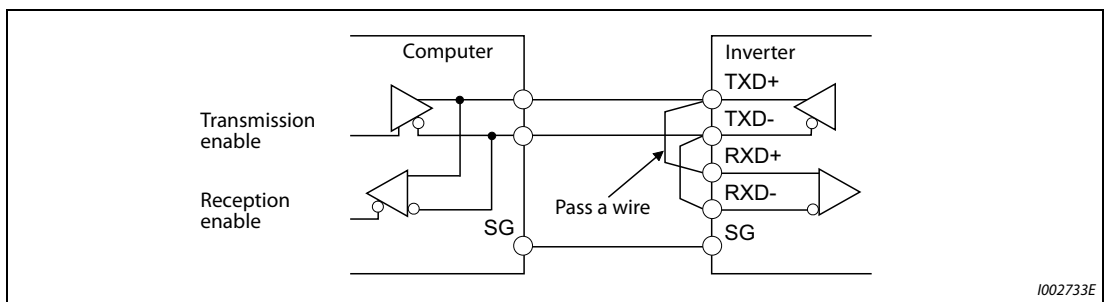 Computer
Inverter
TXD+
TXD-
RXD+
RXD-
SG
SG
Transmission
enable
Reception
enable
Pass a wire
I002733E